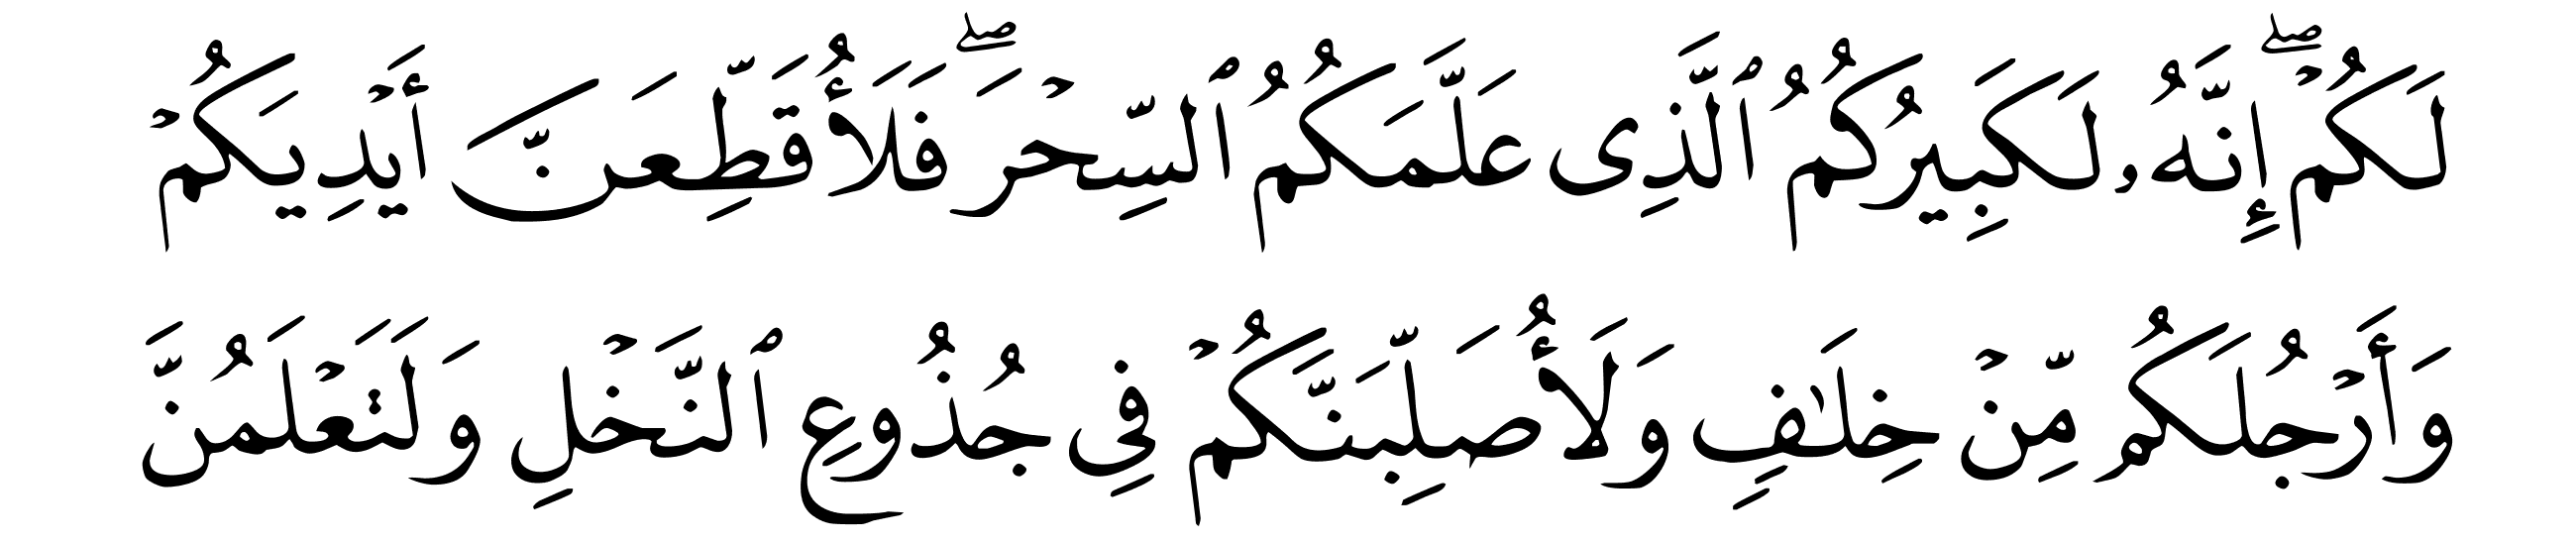 لَكُمۡۖ إِنَّهُۥ لَكَبِيرُكُمُ ٱلَّذِى عَلَّمَكُمُ ٱلسِّحۡرَۖ فَلَأُقَطِّعَنَّ أَيۡدِيَكُمۡ
وَأَرۡجُلَكُم مِّنۡ خِلَٰفٍ وَلَأُصَلِّبَنَّكُمۡ فِي جُذُوعِ ٱلنَّخۡلِ وَلَتَعۡلَمُنَّ